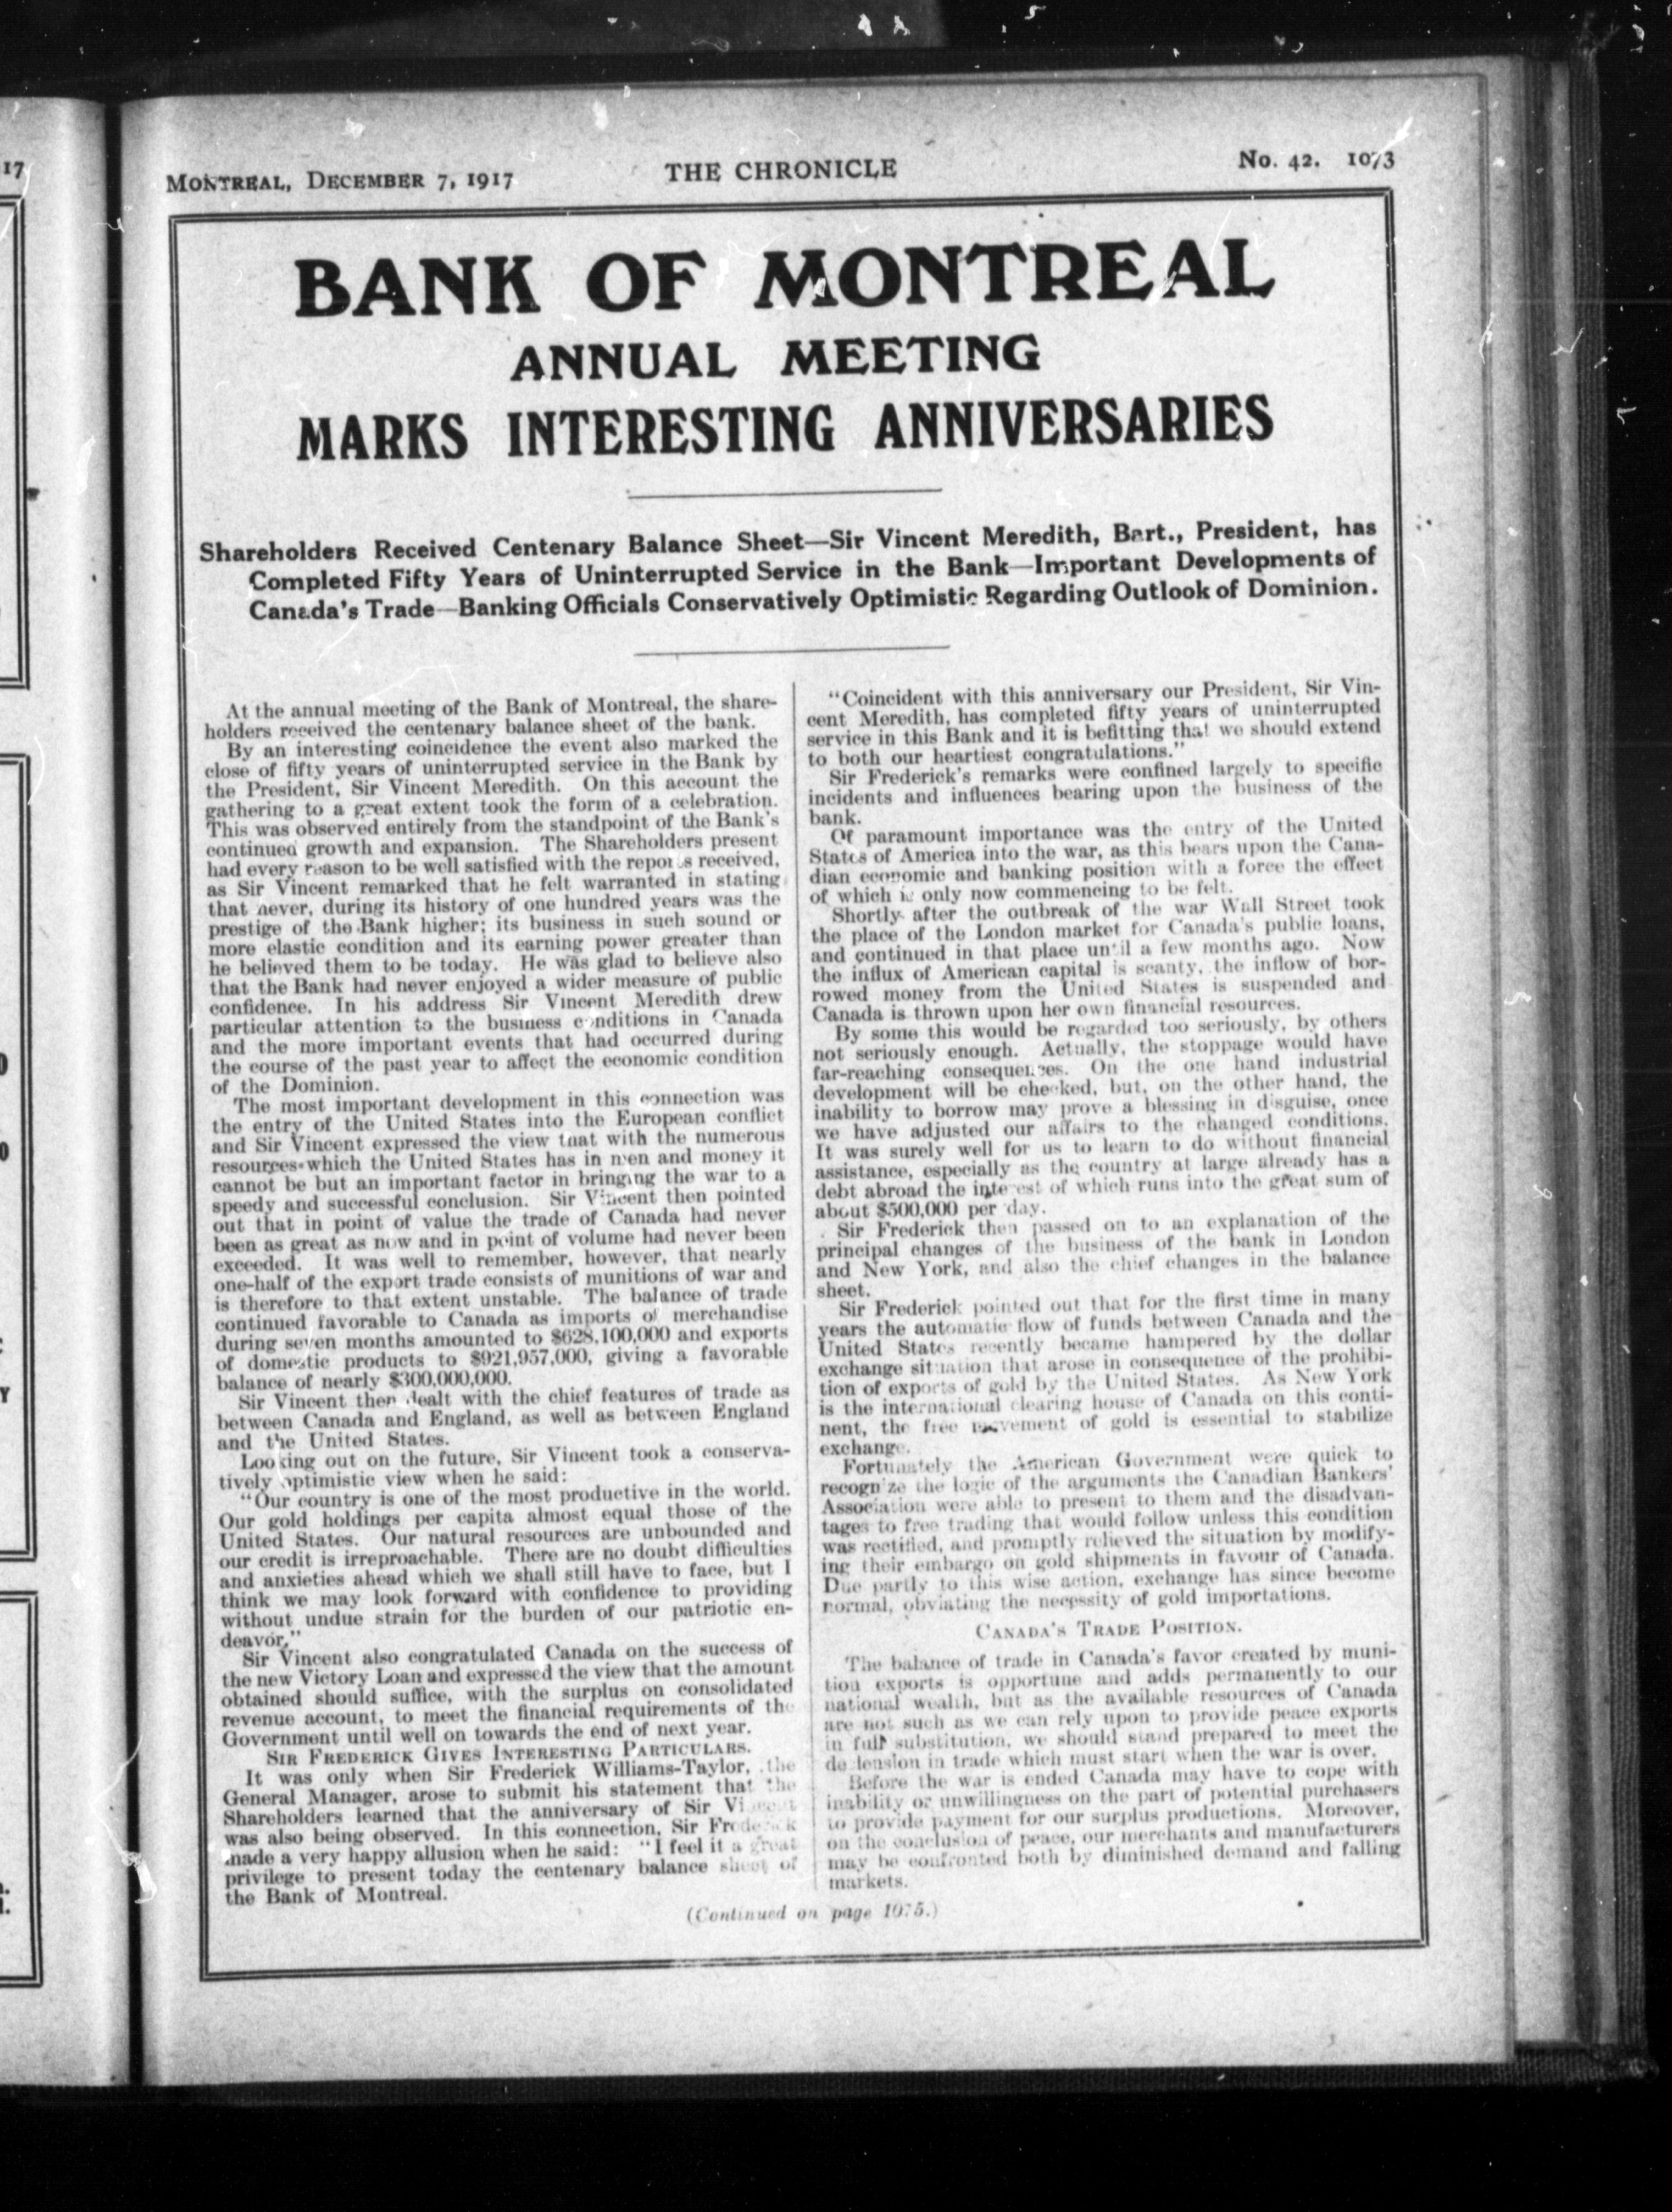 17
MONTREAL, DECEMBER 7, 1917
THE CHRONICLE
No. 42. 1073
BANK OF MONTREAL
ANNUAL MEETING
MARKS INTERESTING ANNIVERSARIES
Shareholders Received Centenary Balance Sheet—Sir Vincent Meredith, Bart., President, has
Completed Fifty Years of Uninterrupted Service in the Bank—Important Developments of
Canada's Trade—Banking Officials Conservatively Optimistic Regarding Outlook of Dominion.
At the annual meeting of the Bank of Montreal, the share-
holders received the centenary balance sheet of the bank.
By an interesting coincidence the event also marked the
close of fifty years of uninterrupted service in the Bank by
the President, Sir Vincent Meredith. On this account the
gathering to a great extent took the form of a celebration.
This was observed entirely from the standpoint of the Bank's
continued growth and expansion. The Shareholders present
had every reason to be well satisfied with the reports received,
as Sir Vincent remarked that he felt warranted in stating
that never, during its history of one hundred years was the
prestige of the Bank higher; its business in such sound or
more elastic condition and its earning power greater than
he believed them to be today. He was glad to believe also
that the Bank had never enjoyed a wider measure of public
confidence. In his address Sir Vincent Meredith drew
particular attention to the business conditions in Canada
and the more important events that had occurred during
the course of the past year to affect the economic condition
of the Dominion.
The most important development in this connection was
the entry of the United States into the European conflict
and Sir Vincent expressed the view that with the numerous
resources which the United States has in men and money it
cannot be but an important factor in bringing the war to a
speedy and successful conclusion. Sir Vincent then pointed
out that in point of value the trade of Canada had never
been as great as now and in point of volume had never been
exceeded. It was well to remember, however, that nearly
one-half of the export trade consists of munitions of war and
is therefore to that extent unstable. The balance of trade
continued favorable to Canada as imports of merchandise
during seven months amounted to $628,100,000 and exports
of domestic products to $921,957,000, giving a favorable
balance of nearly $300,000,000.
Sir Vincent then dealt with the chief features of trade as
between Canada and England, as well as between England
and the United States.
Looking out on the future, Sir Vincent took a conserva-
tively optimistic view when he said:
"Our country is one of the most productive in the world.
Our gold holdings per capita almost equal those of the
United States. Our natural resources are unbounded and
our credit is irreproachable. There are no doubt difficulties
and anxieties ahead which we shall still have to face, but I
think we may look forward with confidence to providing
without undue strain for the burden of our patriotic en-
deavor."
Sir Vincent also congratulated Canada on the success of
the new Victory Loan and expressed the view that the amount
obtained should suffice, with the surplus on consolidated
revenue account, to meet the financial requirements of the
Government until well on towards the end of next year.
SIR FREDERICK GIVES INTERESTING PARTICULARS.
It was only when Sir Frederick Williams-Taylor, the
General Manager, arose to submit his statement that the
Shareholders learned that the anniversary of Sir Vincent
was also being observed. In this connection, Sir Frederick
made a very happy allusion when he said: "I feel it a great
privilege to present today the centenary balance sheet of
the Bank of Montreal.
"Coincident with this anniversary our President, Sir Vin-
cent Meredith, has completed fifty years of uninterrupted
service in this Bank and it is befitting that we should extend
to both our heartiest congratulations."
Sir Frederick's remarks were confined largely to specific
incidents and influences bearing upon the business of the
bank.
Of paramount importance was the entry of the United
States of America into the war, as this bears upon the Cana-
dian economic and banking position with a force the effect
of which is only now commencing to be felt.
Shortly after the outbreak of the war Wall Street took
the place of the London market for Canada's public loans,
and continued in that place until a few months ago. Now
the influx of American capital is scanty, the inflow of bor-
rowed money from the United States is suspended and
Canada is thrown upon her own financial resources.
By some this would be regarded too seriously, by others
not seriously enough. Actually, the stoppage would have
far-reaching consequences. On the one hand industrial
development will be checked, but, on the other hand, the
inability to borrow may prove a blessing in disguise, once
we have adjusted our affairs to the changed conditions.
It was surely well for us to learn to do without financial
assistance, especially as the country at large already has a
debt abroad the interest of which runs into the great sum of
about $500,000 per day.
Sir Frederick then passed on to an explanation of the
principal changes of the business of the bank in London
and New York, and also the chief changes in the balance
sheet.
Sir Frederick pointed out that for the first time in many
years the automatic flow of funds between Canada and the
United States recently became hampered by the dollar
exchange situation that arose in consequence of the prohibi-
tion of exports of gold by the United States. As New York
is the international clearing house of Canada on this conti-
nent, the free movement of gold is essential to stabilize
exchange.
Fortunately the American Government were quick to
recognize the logic of the arguments the Canadian Bankers'
Association were able to present to them and the disadvan-
tages to free trading that would follow unless this condition
was rectified, and promptly relieved the situation by modify-
ing their embargo on gold shipments in favour of Canada.
Due partly to this wise action, exchange has since become
normal, obviating the necessity of gold importations.
CANADA'S TRADE POSITION.
The balance of trade in Canada's favor created by muni-
tion exports is opportune and adds permanently to our
national wealth, but as the available resources of Canada
are not such as we can rely upon to provide peace exports
in full substitution, we should stand prepared to meet the
declension in trade which must start when the war is over.
Before the war is ended Canada may have to cope with
inability or unwillingness on the part of potential purchasers
to provide payment for our surplus productions. Moreover,
on the conclusion of peace, our merchants and manufacturers
may be confronted both by diminished demand and falling
markets.
(Continued on page 1075.)